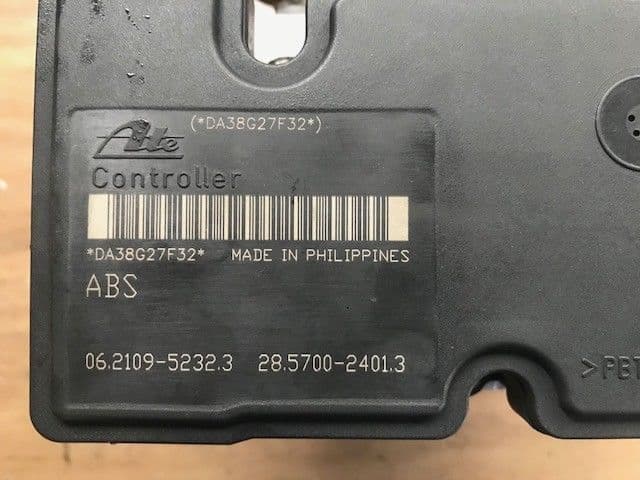 (*DA38G27F32*)
Ate
Controller
*DA38G27F32* MADE IN PHILIPPINES
ABS
06.2109-5232.3 28.5700-2401.3
>PBT